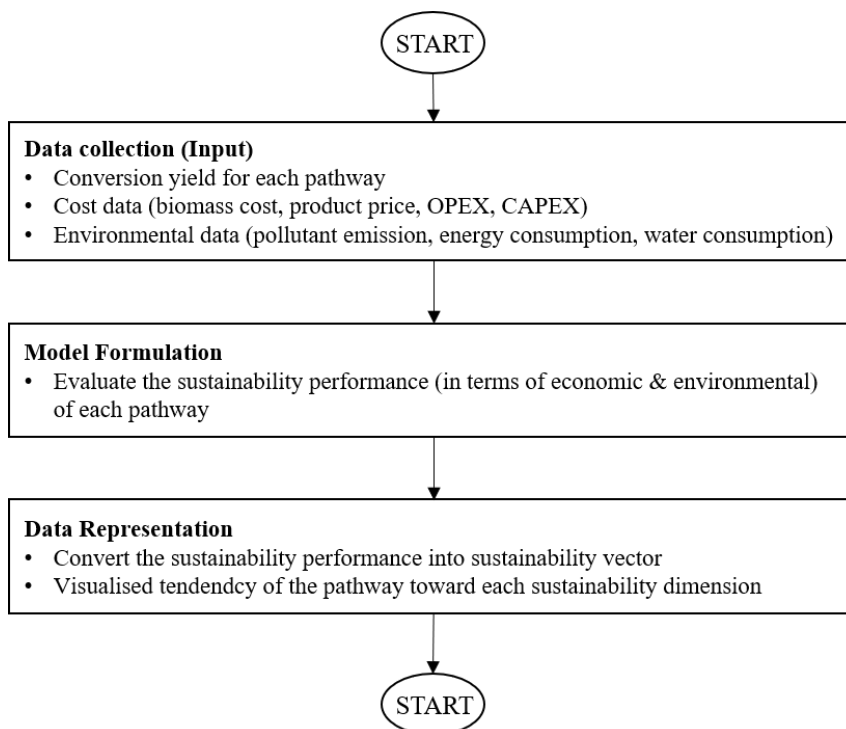 START
Data collection (Input)
• Conversion yield for each pathway
• Cost data (biomass cost, product price, OPEX, CAPEX)
• Environmental data (pollutant emission, energy consumption, water consumption)
Model Formulation
• Evaluate the sustainability performance (in terms of economic & environmental)
of each pathway
Data Representation
• Convert the sustainability performance into sustainability vector
• Visualised tendendcy of the pathway toward each sustainability dimension
START